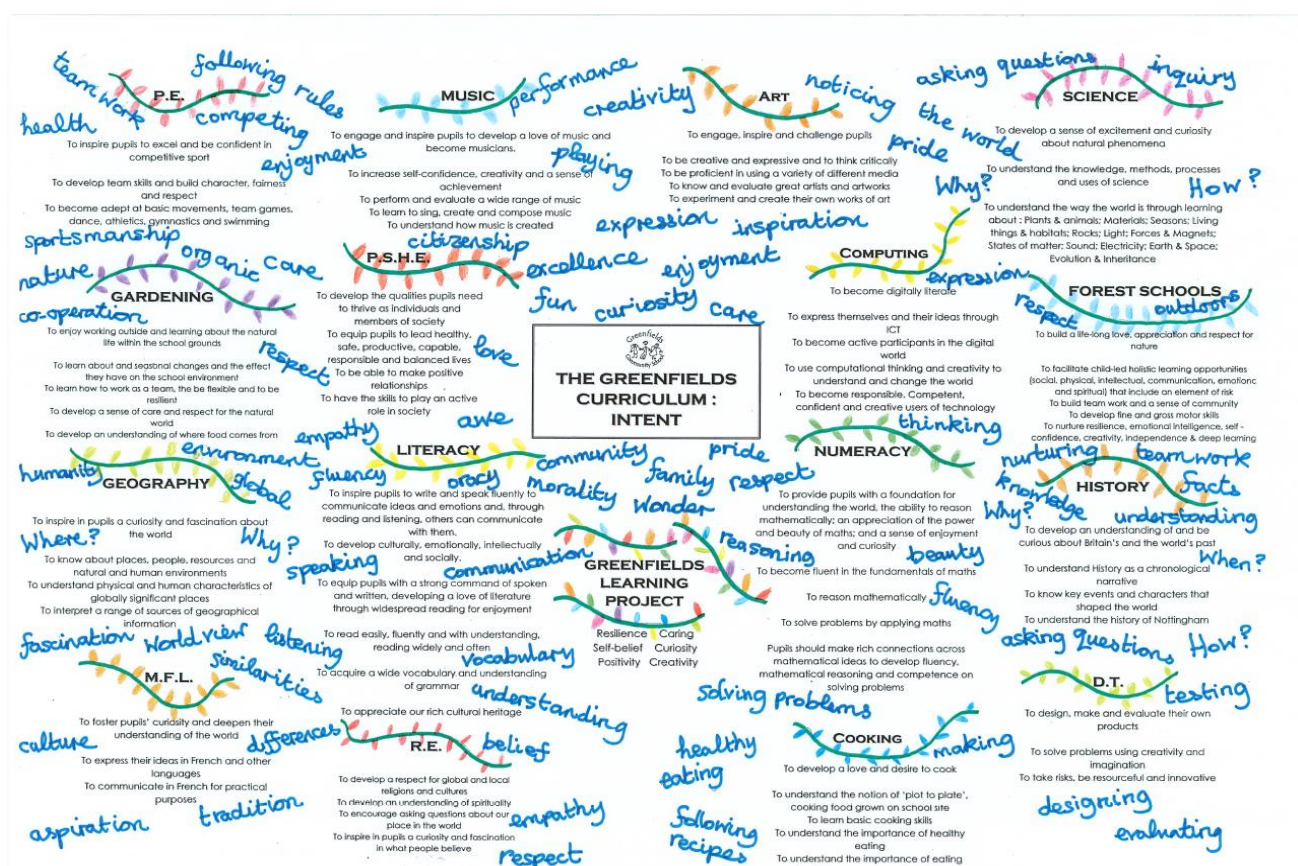 team work
following rules
P.E.
health
competing
To inspire pupils to excel and be confident in
competitive sport
enjoyment
To develop team skills and build character, fairness
and respect
To become adept at basic movements, team games,
dance, athletics, gymnastics and swimming
sportsmanship
MUSIC
performance
To engage and inspire pupils to develop a love of music and
become musicians.
playing
To increase self-confidence, creativity and a sense of
achievement
To perform and evaluate a wide range of music
To learn to sing, create and compose music
To understand how music is created
creativity
ART
noticing
To engage, inspire and challenge pupils
pride
To be creative and expressive and to think critically
To be proficient in using a variety of different media
To know and evaluate great artists and artworks
To experiment and create their own works of art
expression
inspiration
asking questions
inquiry
SCIENCE
the world
To develop a sense of excitement and curiosity
about natural phenomena
To understand the knowledge, methods, processes
and uses of science
Why?
How?
To understand the way the world is through learning
about : Plants & animals; Materials; Seasons; Living
things & habitats; Rocks; Light; Forces & Magnets;
States of matter; Sound; Electricity; Earth & Space;
Evolution & Inheritance
nature
organic
care
GARDENING
co-operation
To enjoy working outside and learning about the natural
life within the school grounds
respect
To learn about and seasonal changes and the effect
they have on the school environment
To learn how to work as a team, the be flexible and to be
resilient
To develop a sense of care and respect for the natural
world
To develop an understanding of where food comes from
citizenship
P.S.H.E.
To develop the qualities pupils need
to thrive as individuals and
members of society
To equip pupils to lead healthy,
safe, productive, capable,
responsible and balanced lives
To be able to make positive
relationships
To have the skills to play an active
role in society
love
awe
empathy
excellence
enjoyment
fun
curiosity
care
Greenfields
Community School
THE GREENFIELDS
CURRICULUM :
INTENT
COMPUTING
expression
To become digitally literate
To express themselves and their ideas through
ICT
To become active participants in the digital
world
To use computational thinking and creativity to
understand and change the world
To become responsible. Competent,
confident and creative users of technology
FOREST SCHOOLS
respect
outdoors
To build a life-long love, appreciation and respect for
nature
To facilitate child-led holistic learning opportunities
(social, physical, intellectual, communication, emotional
and spiritual) that include an element of risk
To build team work and a sense of community
To develop fine and gross motor skills
To nurture resilience, emotional intelligence, self -
confidence, creativity, independence & deep learning
nurturing
teamwork
humanity
environment
GEOGRAPHY
global
To inspire in pupils a curiosity and fascination about
the world
Where?
Why?
To know about places, people, resources and
natural and human environments
To understand physical and human characteristics of
globally significant places
To interpret a range of sources of geographical
information
fascination
world view
LITERACY
fluency
oracy
To inspire pupils to write and speak fluently to
communicate ideas and emotions and, through
reading and listening, others can communicate
with them.
To develop culturally, emotionally, intellectually
and socially.
speaking
communication
To equip pupils with a strong command of spoken
and written, developing a love of literature
through widespread reading for enjoyment
listening
To read easily, fluently and with understanding,
reading widely and often
vocabulary
To acquire a wide vocabulary and understanding
of grammar
understanding
To appreciate our rich cultural heritage
community
pride
family
respect
morality
wonder
GREENFIELDS
LEARNING
PROJECT
Resilience Caring
Self-belief Curiosity
Positivity Creativity
thinking
NUMERACY
To provide pupils with a foundation for
understanding the world, the ability to reason
mathematically; an appreciation of the power
and beauty of maths; and a sense of enjoyment
and curiosity
reasoning
beauty
To become fluent in the fundamentals of maths
To reason mathematically
fluency
To solve problems by applying maths
Pupils should make rich connections across
mathematical ideas to develop fluency,
mathematical reasoning and competence on
solving problems
solving problems
knowledge
HISTORY
facts
Why?
understanding
To develop an understanding of and be
curious about Britain's and the world's past
When?
To understand History as a chronological
narrative
To know key events and characters that
shaped the world
To understand the history of Nottingham
asking questions
How?
M.F.L.
similarities
To foster pupils' curiosity and deepen their
understanding of the world
culture
differences
To express their ideas in French and other
languages
To communicate in French for practical
purposes
aspiration
tradition
R.E.
belief
To develop a respect for global and local
religions and cultures
To develop an understanding of spirituality
To encourage asking questions about our
place in the world
empathy
To inspire in pupils a curiosity and fascination
in what people believe
respect
healthy
eating
COOKING
making
To develop a love and desire to cook
To understand the notion of 'plot to plate',
cooking food grown on school site
To learn basic cooking skills
following
recipes
To understand the importance of healthy
eating
To understand the importance of eating
D.T.
testing
To design, make and evaluate their own
products
To solve problems using creativity and
imagination
To take risks, be resourceful and innovative
designing
evaluating